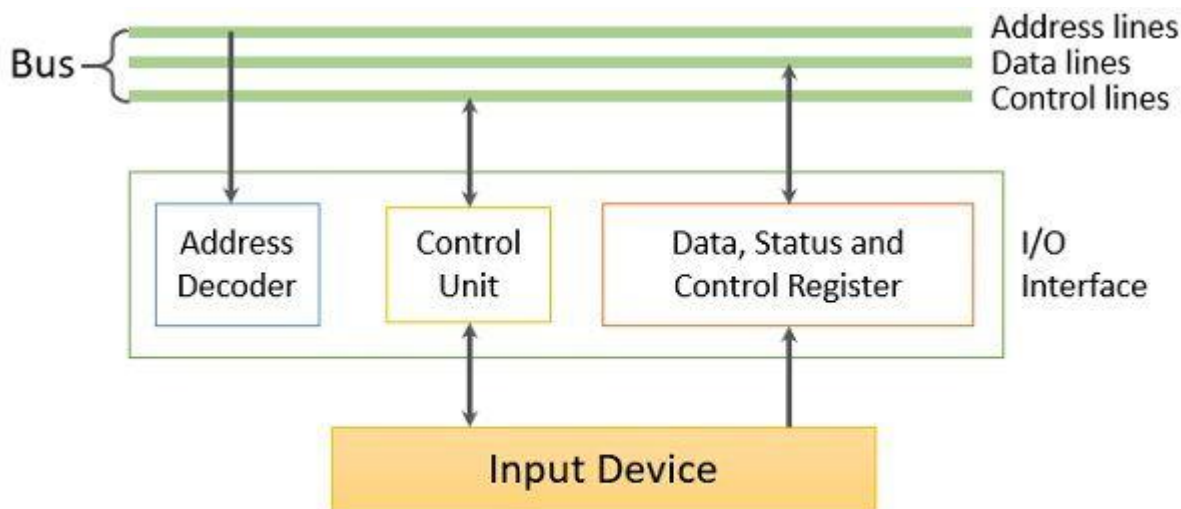 Bus
Address lines
Data lines
Control lines
Address
Decoder
Control
Unit
Data, Status and
Control Register
I/O
Interface
Input Device